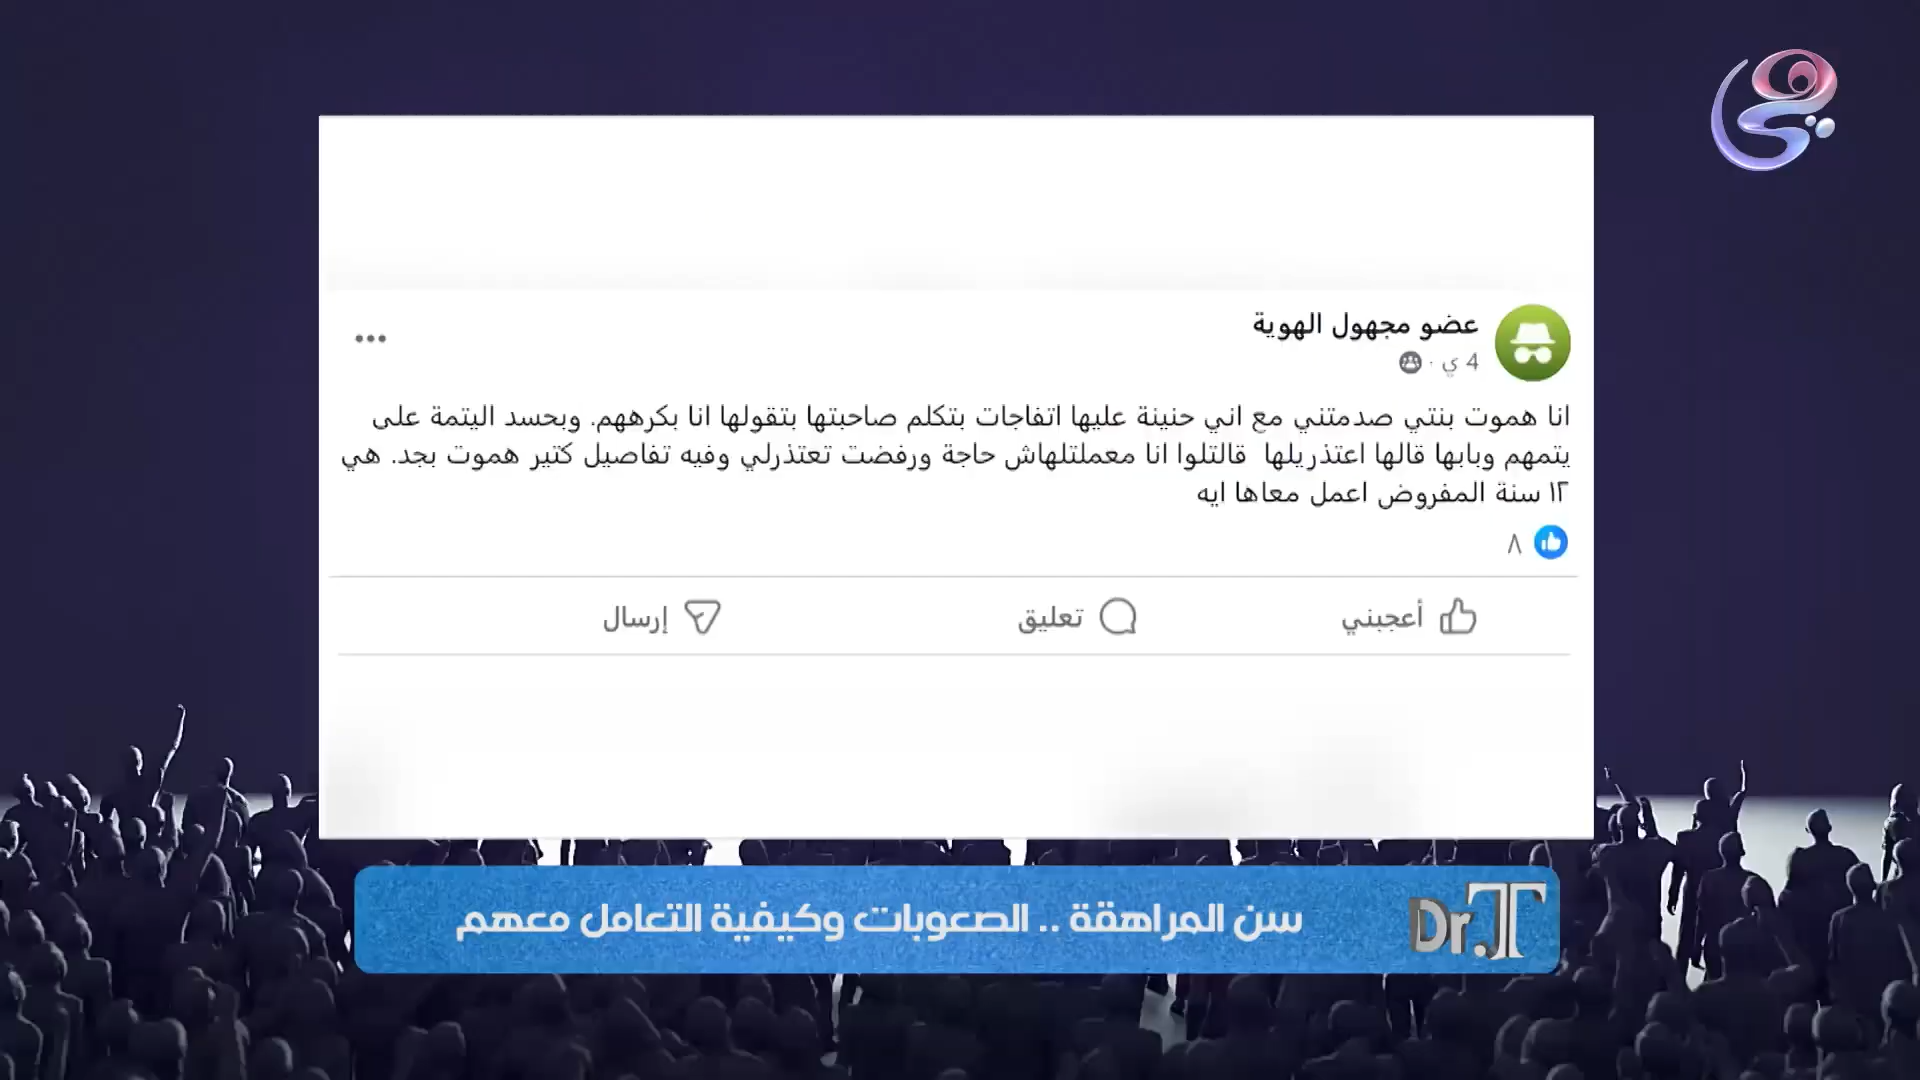 عضو مجهول الهوية
4 ي ·
انا هموت بنتي صدمتني مع اني حنينة عليها اتفاجات بتكلم صاحبتها بتقولها انا بكرههم. وبحسد اليتمة على
يتمهم وبابها قالها اعتذريلها قالتلوا انا معملتلهاش حاجة ورفضت تعتذرلي وفيه تفاصيل كتير هموت بجد. هي
١٢ سنة المفروض اعمل معاها ايه
٨
أعجبني
تعليق
إرسال
سن المراهقة .. الصعوبات وكيفية التعامل معهم
Dr.JT